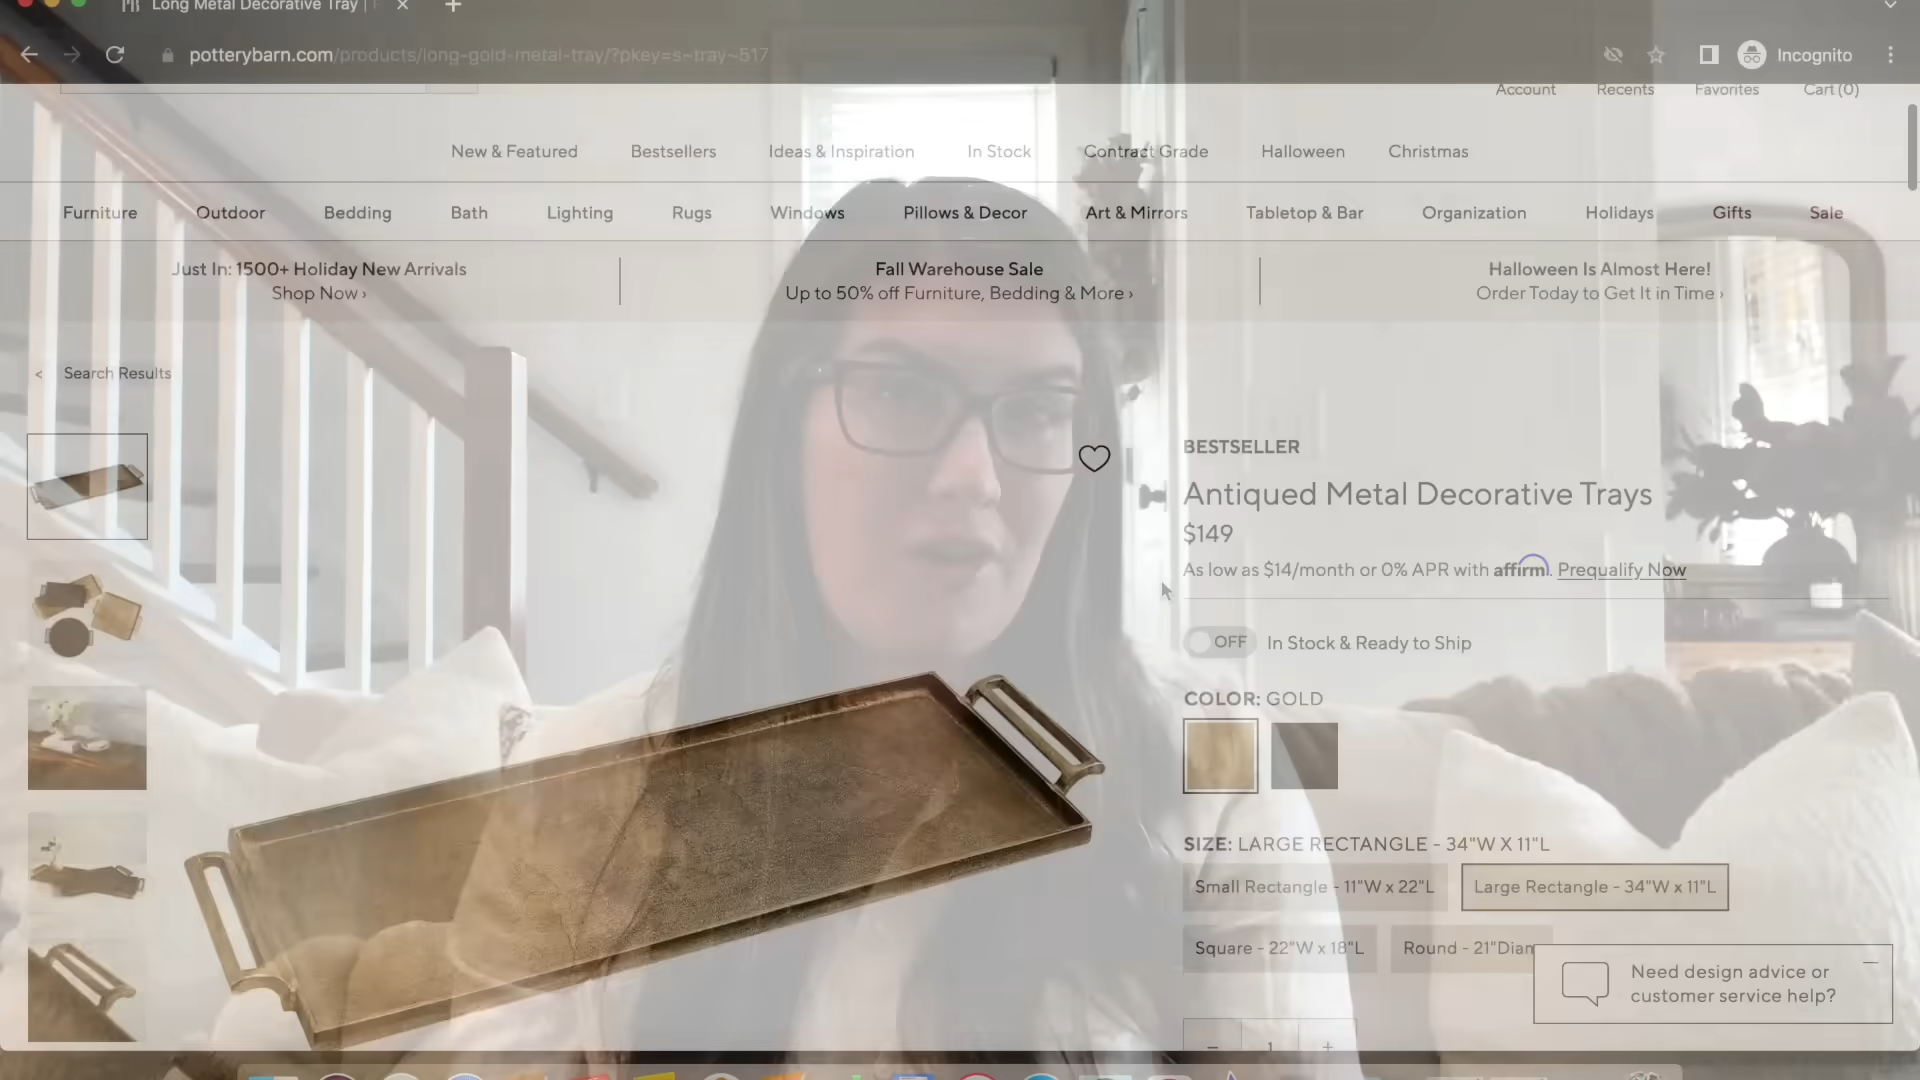 Long Metal Decorative Tray |
potterybarn.com/products/long-gold-metal-tray/?pkey=s~tray~517
Incognito
Account Recents Favorites Cart (0)
New & Featured Bestsellers Ideas & Inspiration In Stock Contract Grade Halloween Christmas
Furniture Outdoor Bedding Bath Lighting Rugs Windows Pillows & Decor Art & Mirrors Tabletop & Bar Organization Holidays Gifts Sale
Just In: 1500+ Holiday New Arrivals
Shop Now ›
Fall Warehouse Sale
Up to 50% off Furniture, Bedding & More ›
Halloween Is Almost Here!
Order Today to Get It in Time ›
< Search Results
BESTSELLER
Antiqued Metal Decorative Trays
$149
As low as $14/month or 0% APR with affirm. Prequalify Now
OFF In Stock & Ready to Ship
COLOR: GOLD
SIZE: LARGE RECTANGLE - 34"W X 11"L
Small Rectangle - 11"W x 22"L Large Rectangle - 34"W x 11"L
Square - 22"W x 18"L Round - 21"Diam
Need design advice or
customer service help?
− 1 +